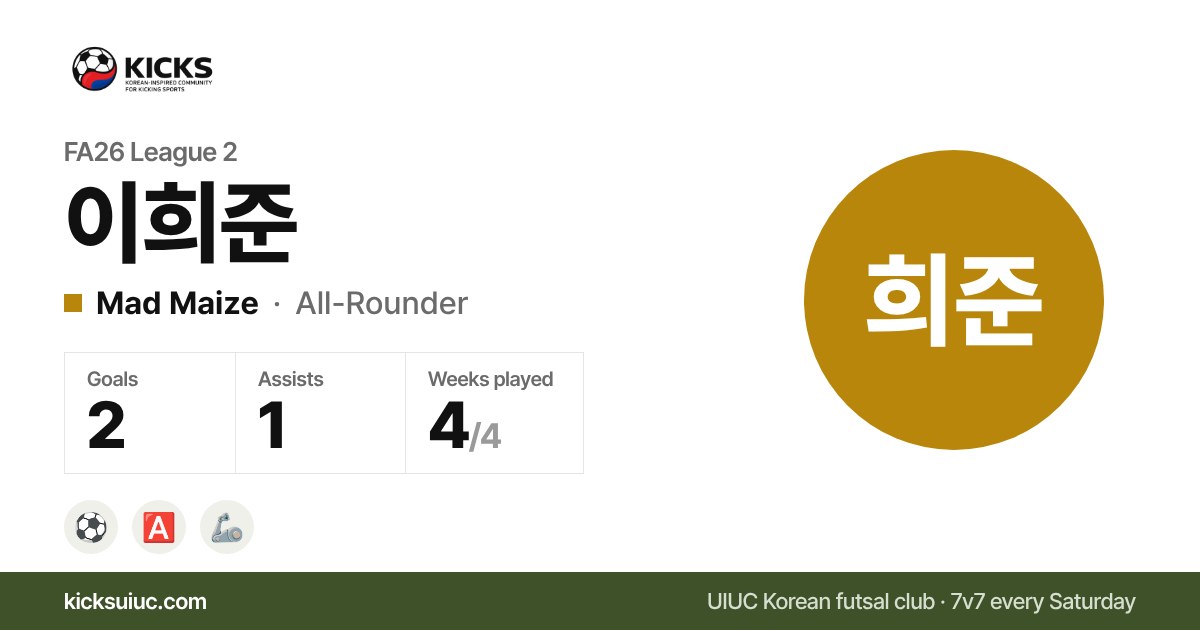 KICKS
KOREAN-INSPIRED COMMUNITY
FOR KICKING SPORTS
FA26 League 2
이희준
Mad Maize · All-Rounder
희준
Goals Assists Weeks played
2 1 4/4
A
kicksuiuc.com
UIUC Korean futsal club · 7v7 every Saturday